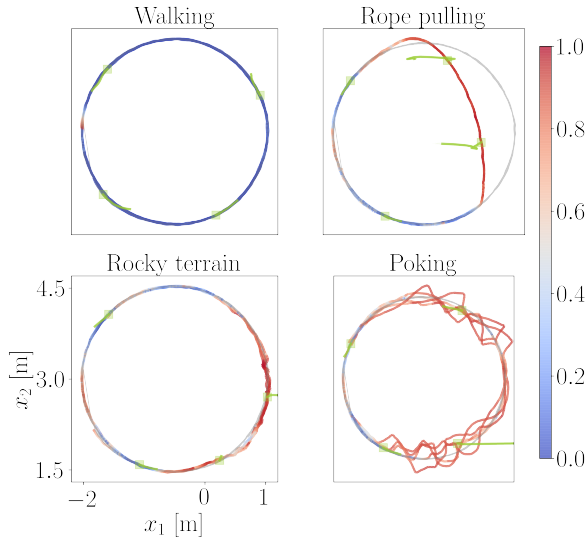 Walking
Rope pulling
1.0
0.8
0.6
0.4
0.2
0.0
Rocky terrain
Poking
4.5
3.0
1.5
x₂ [m]
−2
0
1
x₁ [m]